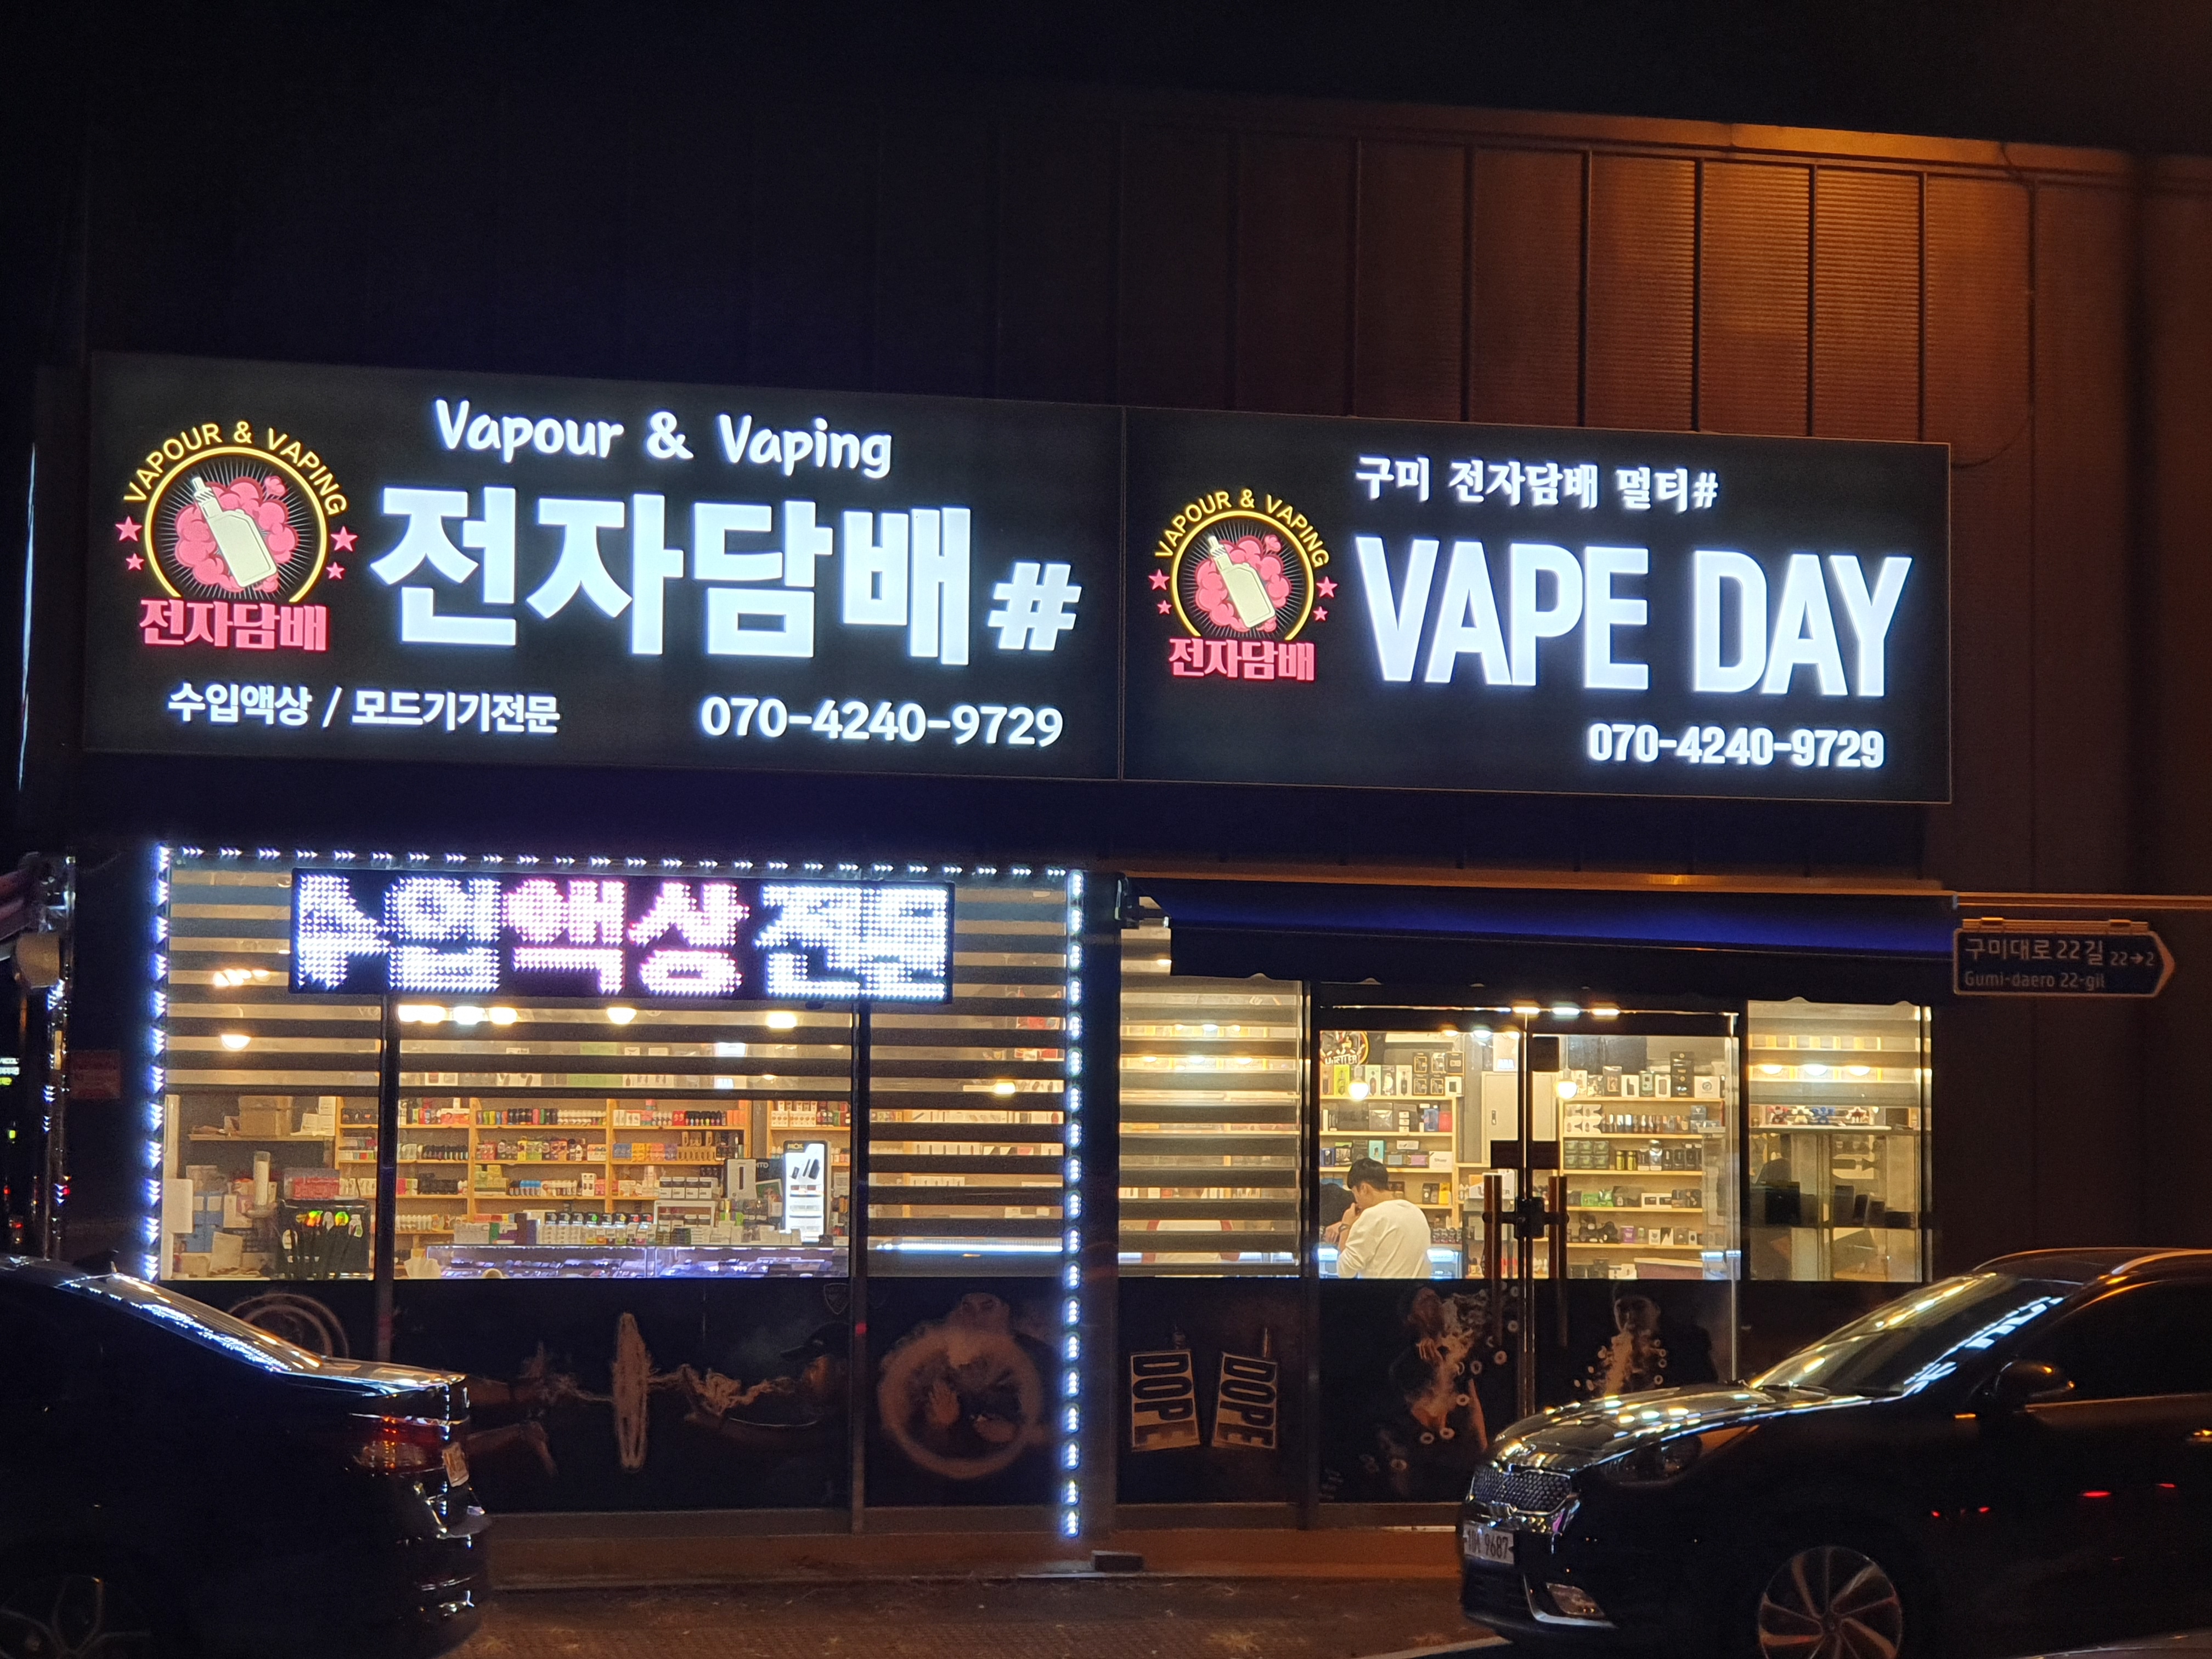 VAPOUR & VAPING
전자담배
Vapour & Vaping
전자담배#
수입액상 / 모드기기전문
070-4240-9729
VAPOUR & VAPING
전자담배
구미 전자담배 멀티#
VAPE DAY
070-4240-9729
수입액상전문
구미대로 22길 22→2
Gumi-daero 22-gil
DOPE
DOPE
9687